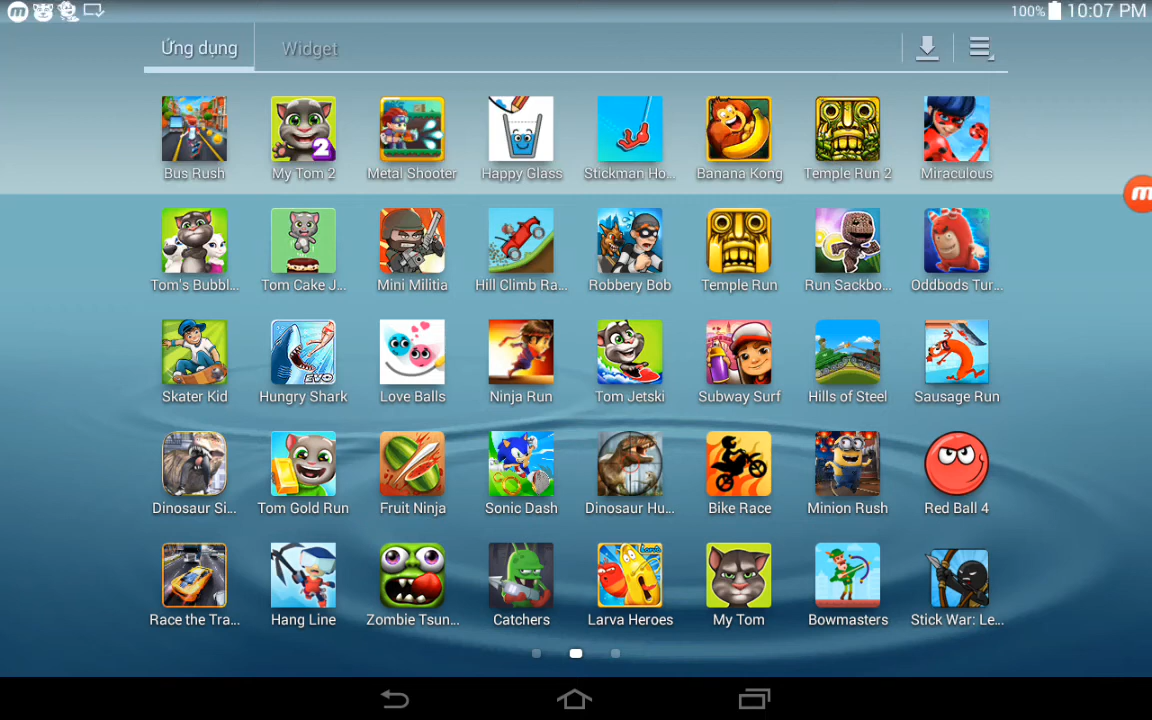 100% 10:07 PM
Ứng dụng Widget
Bus Rush My Tom 2 Metal Shooter Happy Glass Stickman Ho... Banana Kong Temple Run 2 Miraculous
Tom's Bubbl... Tom Cake J... Mini Militia Hill Climb Ra... Robbery Bob Temple Run Run Sackbo... Oddbods Tur...
EVO
Skater Kid Hungry Shark Love Balls Ninja Run Tom Jetski Subway Surf Hills of Steel Sausage Run
Dinosaur Si... Tom Gold Run Fruit Ninja Sonic Dash Dinosaur Hu... Bike Race Minion Rush Red Ball 4
Larva
Race the Tra... Hang Line Zombie Tsun... Catchers Larva Heroes My Tom Bowmasters Stick War: Le...